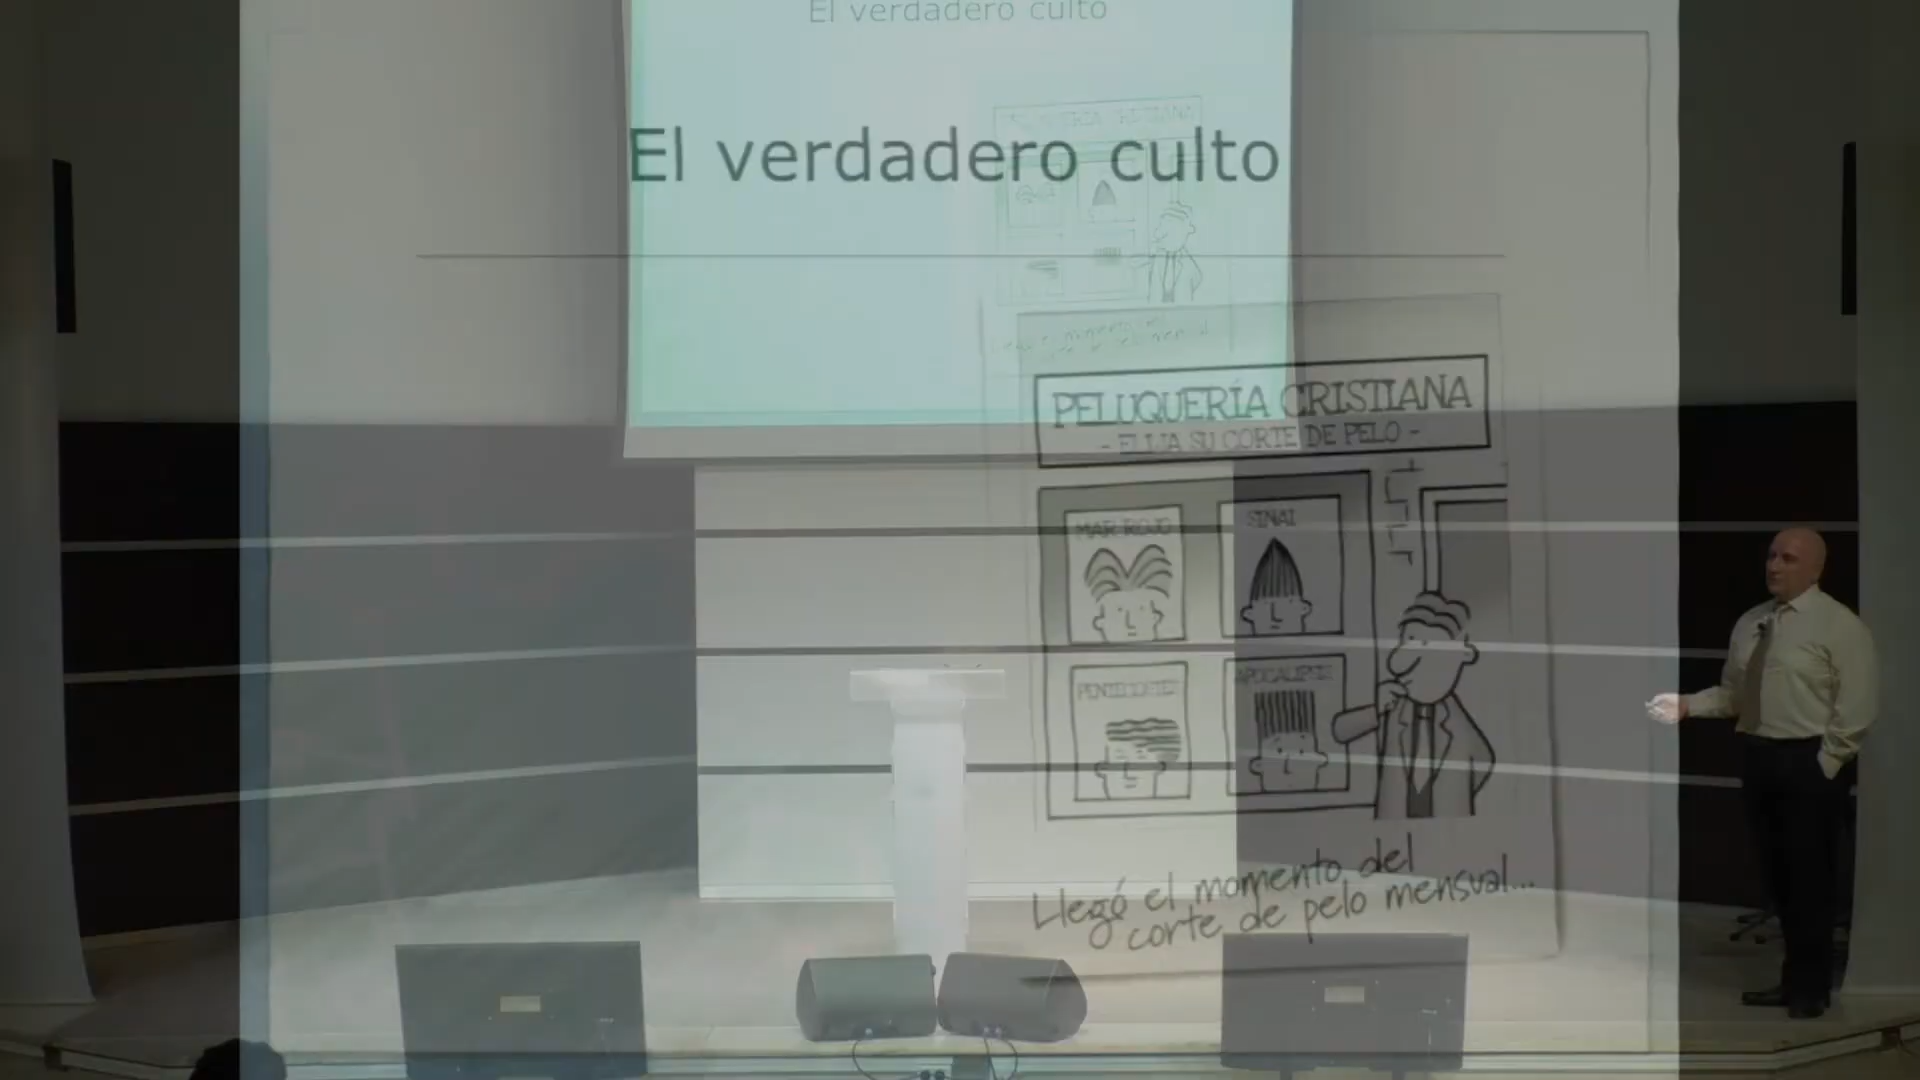 El verdadero culto
El verdadero culto
PELUQUERÍA CRISTIANA
- ELIJA SU CORTE DE PELO -
MAR ROJO
SINAI
PENTECOSTES
APOCALIPSIS
Llegó el momento del
corte de pelo mensual...